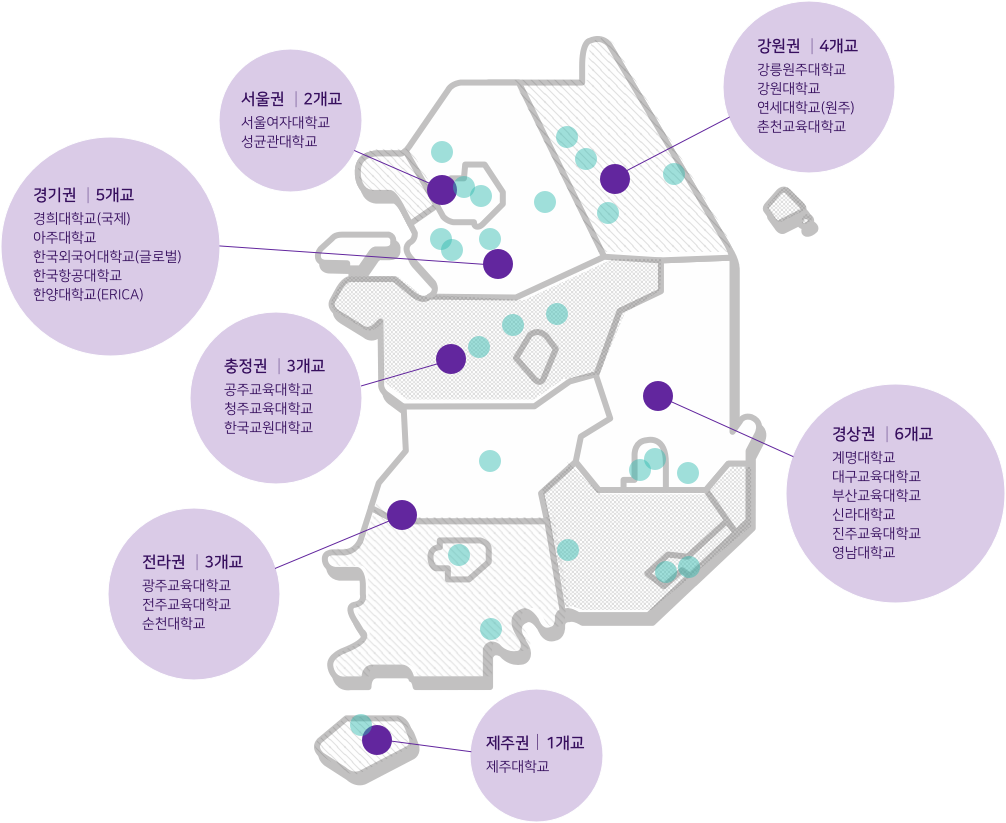 서울권 | 2개교
서울여자대학교
성균관대학교
강원권 | 4개교
강릉원주대학교
강원대학교
연세대학교(원주)
춘천교육대학교
경기권 | 5개교
경희대학교(국제)
아주대학교
한국외국어대학교(글로벌)
한국항공대학교
한양대학교(ERICA)
충정권 | 3개교
공주교육대학교
청주교육대학교
한국교원대학교
경상권 | 6개교
계명대학교
대구교육대학교
부산교육대학교
신라대학교
진주교육대학교
영남대학교
전라권 | 3개교
광주교육대학교
전주교육대학교
순천대학교
제주권 | 1개교
제주대학교